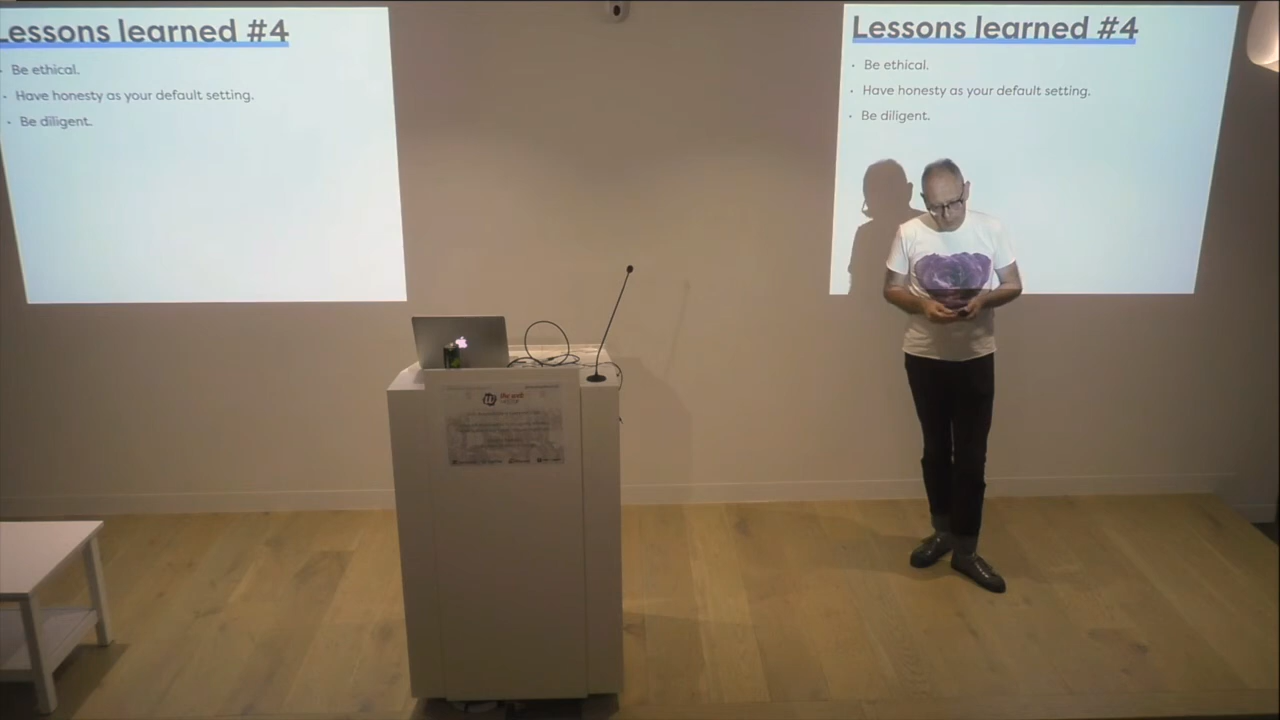 Lessons learned #4
· Be ethical.
· Have honesty as your default setting.
· Be diligent.
Lessons learned #4
· Be ethical.
· Have honesty as your default setting.
· Be diligent.